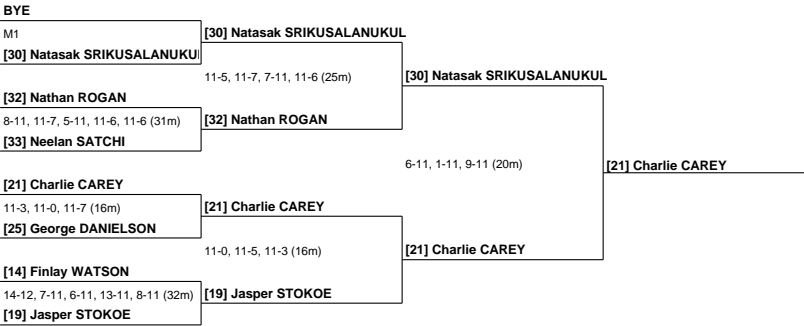 BYE
M1
[30] Natasak SRIKUSALANUKUL
[30] Natasak SRIKUSALANUKUL
11-5, 11-7, 7-11, 11-6 (25m)
[32] Nathan ROGAN
8-11, 11-7, 5-11, 11-6, 11-6 (31m)
[33] Neelan SATCHI
[32] Nathan ROGAN
[30] Natasak SRIKUSALANUKUL
6-11, 1-11, 9-11 (20m)
[21] Charlie CAREY
[21] Charlie CAREY
11-3, 11-0, 11-7 (16m)
[25] George DANIELSON
[21] Charlie CAREY
11-0, 11-5, 11-3 (16m)
[21] Charlie CAREY
[14] Finlay WATSON
14-12, 7-11, 6-11, 13-11, 8-11 (32m)
[19] Jasper STOKOE
[19] Jasper STOKOE